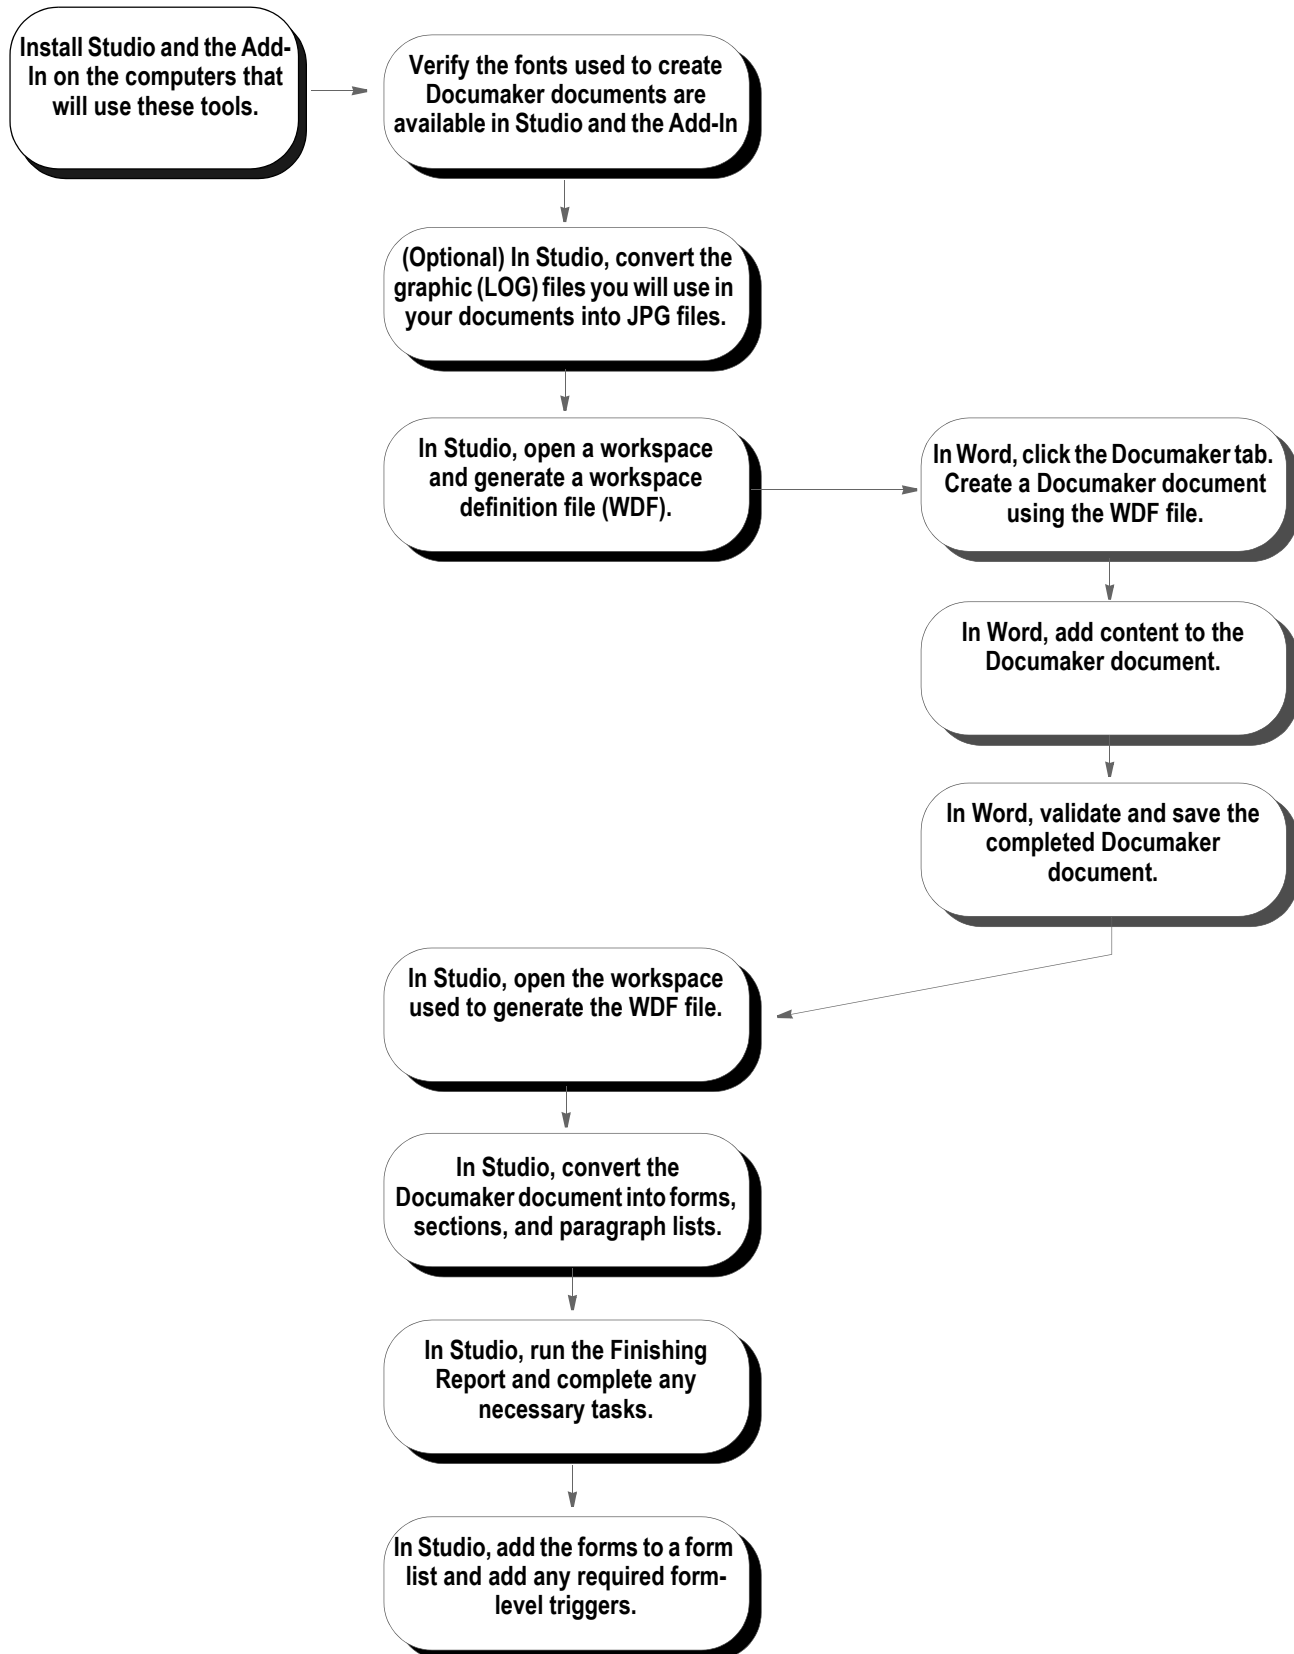 Install Studio and the Add-
In on the computers that
will use these tools.
Verify the fonts used to create
Documaker documents are
available in Studio and the Add-In
(Optional) In Studio, convert the
graphic (LOG) files you will use in
your documents into JPG files.
In Studio, open a workspace
and generate a workspace
definition file (WDF).
In Word, click the Documaker tab.
Create a Documaker document
using the WDF file.
In Word, add content to the
Documaker document.
In Word, validate and save the
completed Documaker
document.
In Studio, open the workspace
used to generate the WDF file.
In Studio, convert the
Documaker document into forms,
sections, and paragraph lists.
In Studio, run the Finishing
Report and complete any
necessary tasks.
In Studio, add the forms to a form
list and add any required form-
level triggers.